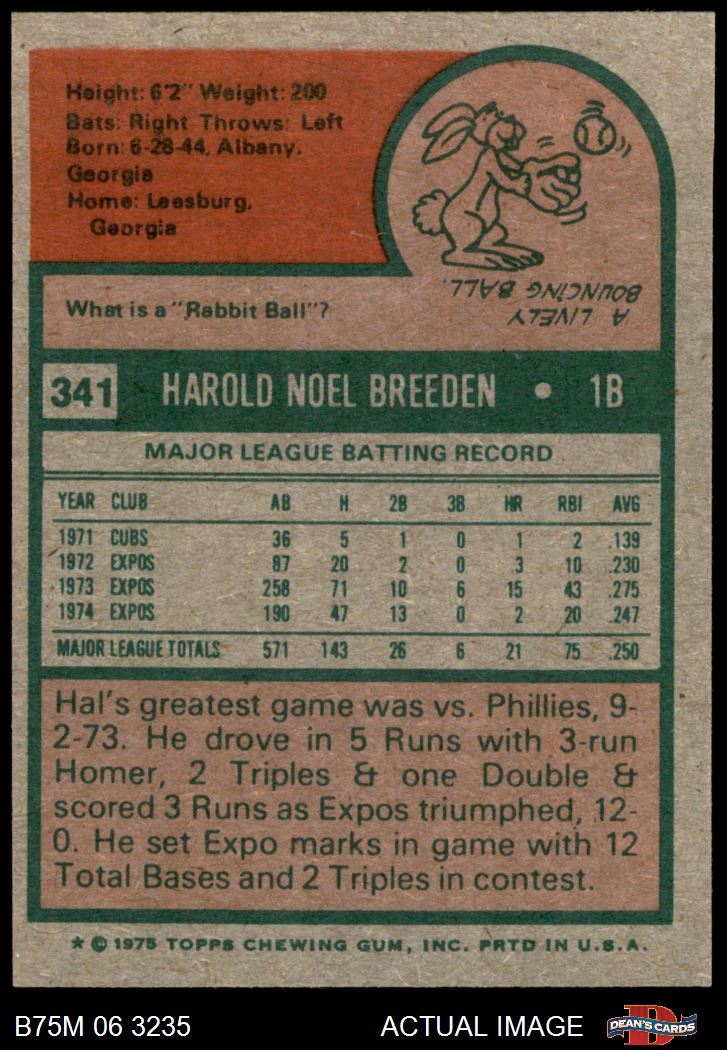 Height: 6'2" Weight: 200
Bats: Right Throws: Left
Born: 6-28-44, Albany,
Georgia
Home: Leesburg,
Georgia
What is a "Rabbit Ball"?
A LIVELY
BOUNCING BALL.
341 HAROLD NOEL BREEDEN • 1B
MAJOR LEAGUE BATTING RECORD
YEAR CLUB AB H 2B 3B HR RBI AVG
1971 CUBS 36 5 1 0 1 2 .139
1972 EXPOS 87 20 2 0 3 10 .230
1973 EXPOS 258 71 10 6 15 43 .275
1974 EXPOS 190 47 13 0 2 20 .247
MAJOR LEAGUE TOTALS 571 143 26 6 21 75 .250
Hal's greatest game was vs. Phillies, 9-
2-73. He drove in 5 Runs with 3-run
Homer, 2 Triples & one Double &
scored 3 Runs as Expos triumphed, 12-
0. He set Expo marks in game with 12
Total Bases and 2 Triples in contest.
* © 1975 TOPPS CHEWING GUM, INC. PRTD IN U.S.A.
B75M 06 3235 ACTUAL IMAGE D DEAN'S CARDS